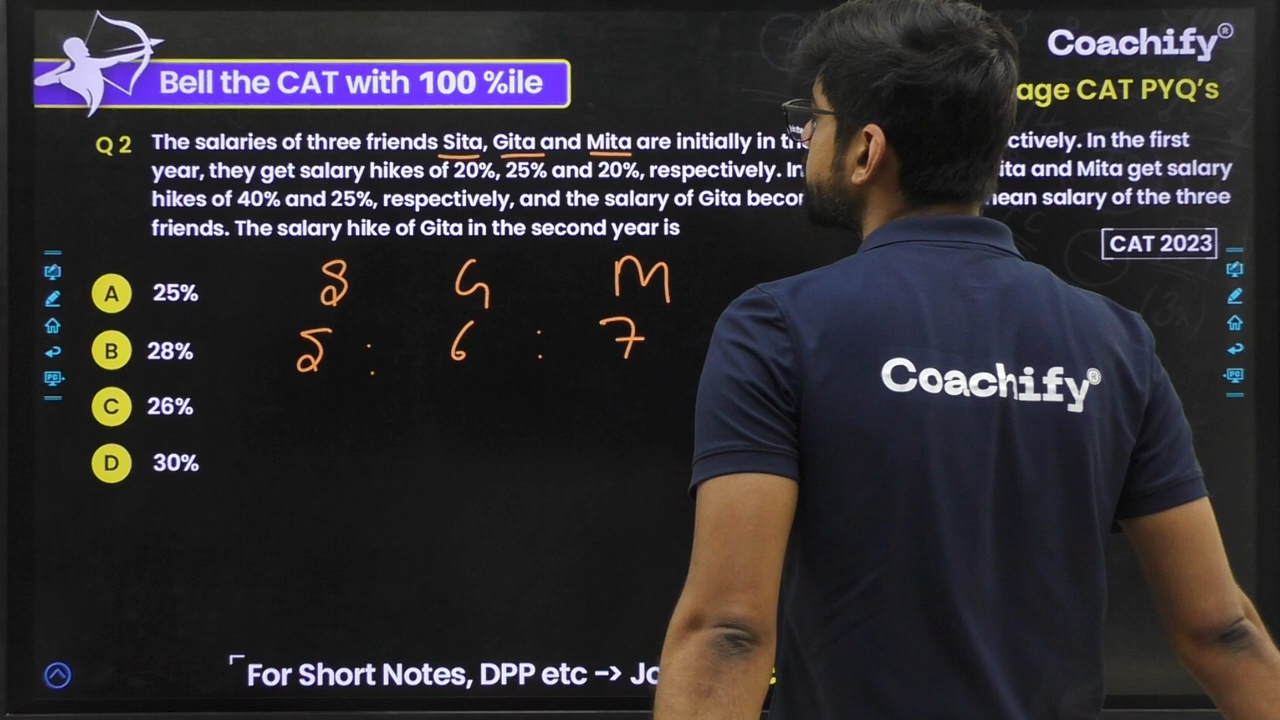 Bell the CAT with 100 %ile
Coachify®
age CAT PYQ's
Q 2 The salaries of three friends Sita, Gita and Mita are initially in ctively. In the first
year, they get salary hikes of 20%, 25% and 20%, respectively. In ita and Mita get salary
hikes of 40% and 25%, respectively, and the salary of Gita becom ean salary of the three
friends. The salary hike of Gita in the second year is
CAT 2023
A 25%
B 28%
C 26%
D 30%
S G M
5 : 6 : 7
Coachify®
For Short Notes, DPP etc -> Jo